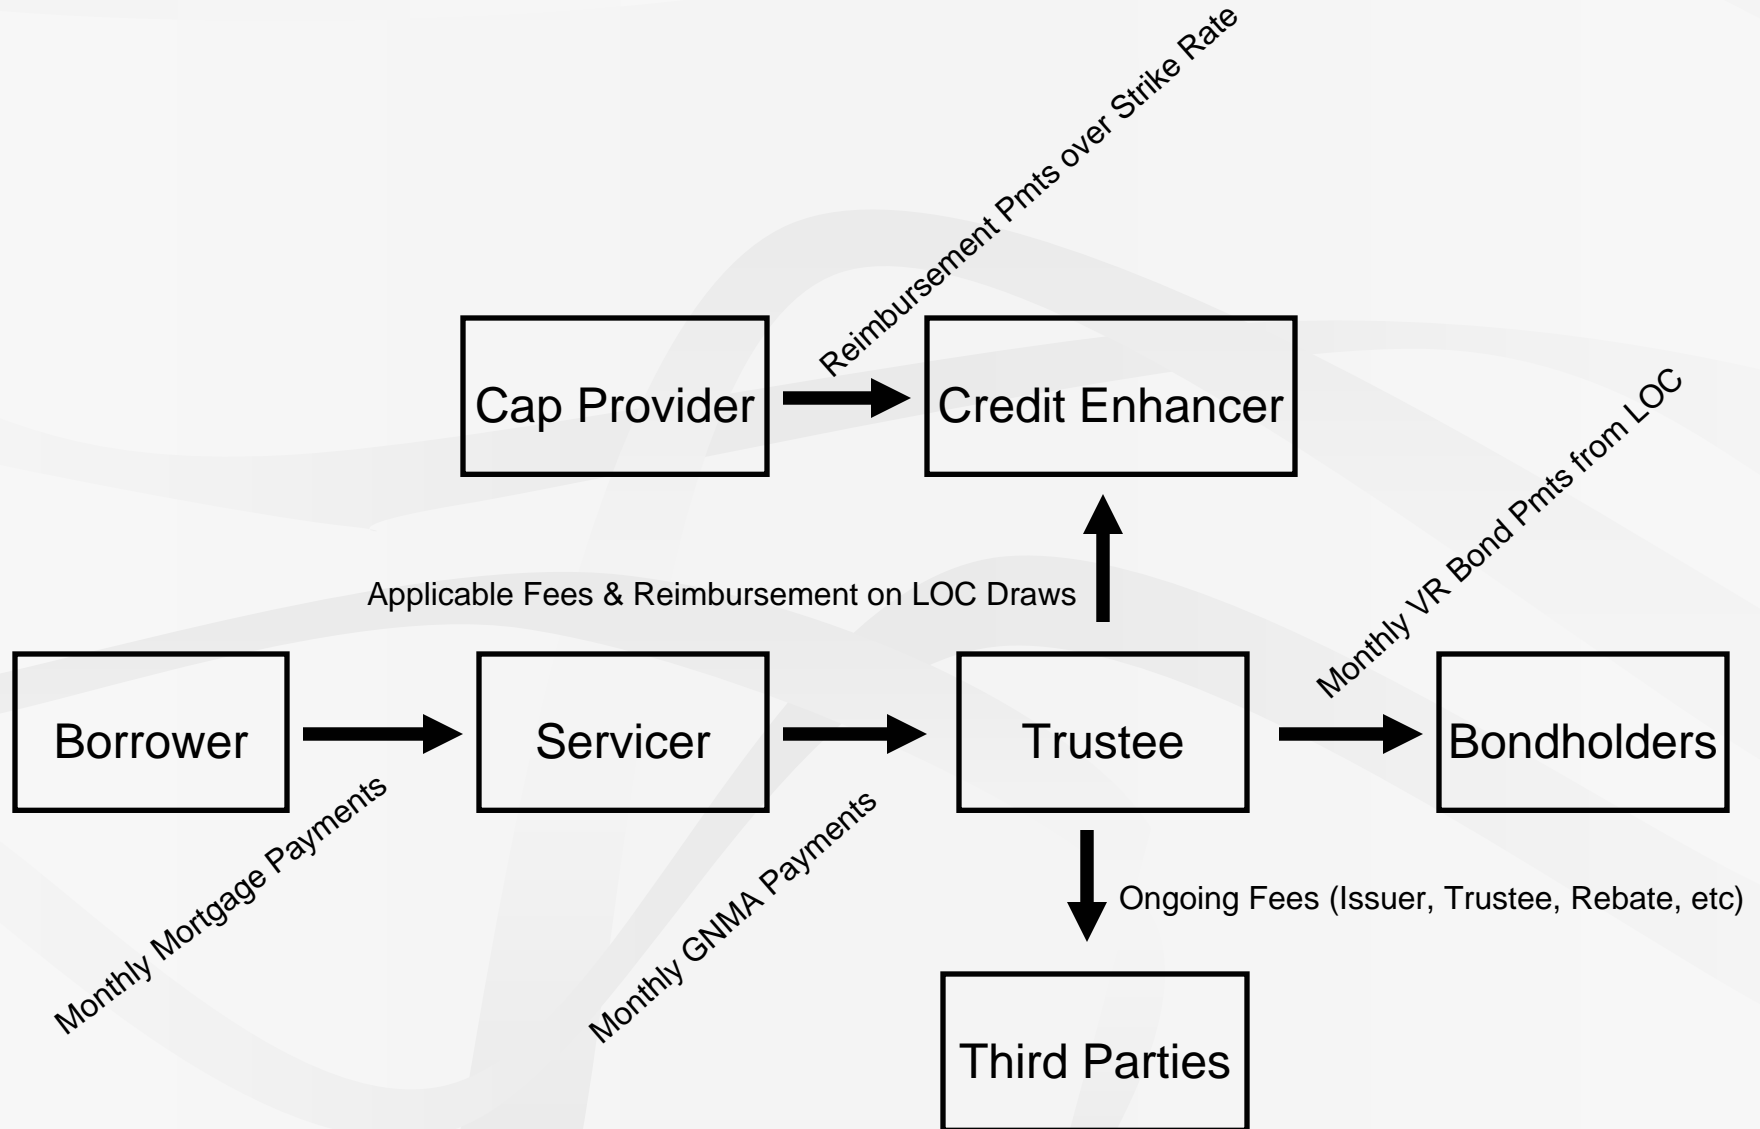 Reimbursement Pmts over Strike Rate
Cap Provider
Credit Enhancer
Monthly VR Bond Pmts from LOC
Applicable Fees & Reimbursement on LOC Draws
Borrower
Servicer
Trustee
Bondholders
Monthly Mortgage Payments
Monthly GNMA Payments
Ongoing Fees (Issuer, Trustee, Rebate, etc)
Third Parties